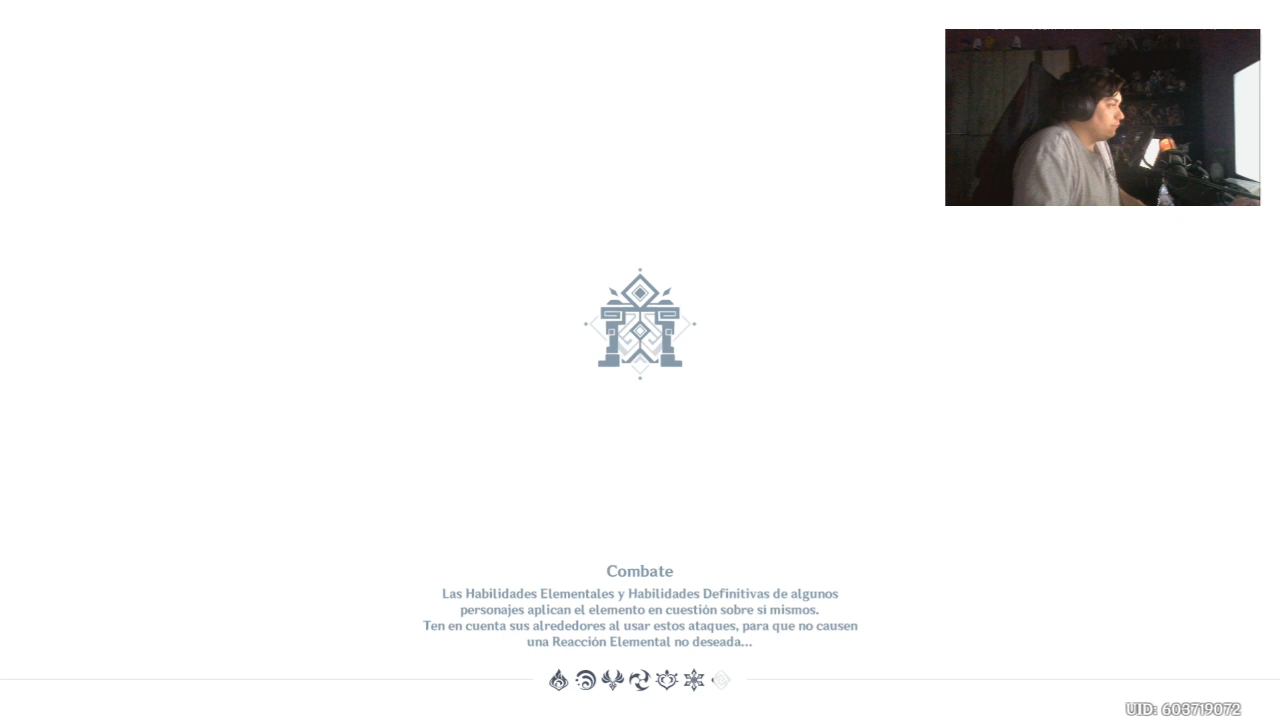 Combate
Las Habilidades Elementales y Habilidades Definitivas de algunos
personajes aplican el elemento en cuestión sobre sí mismos.
Ten en cuenta sus alrededores al usar estos ataques, para que no causen
una Reacción Elemental no deseada...
UID: 603719072